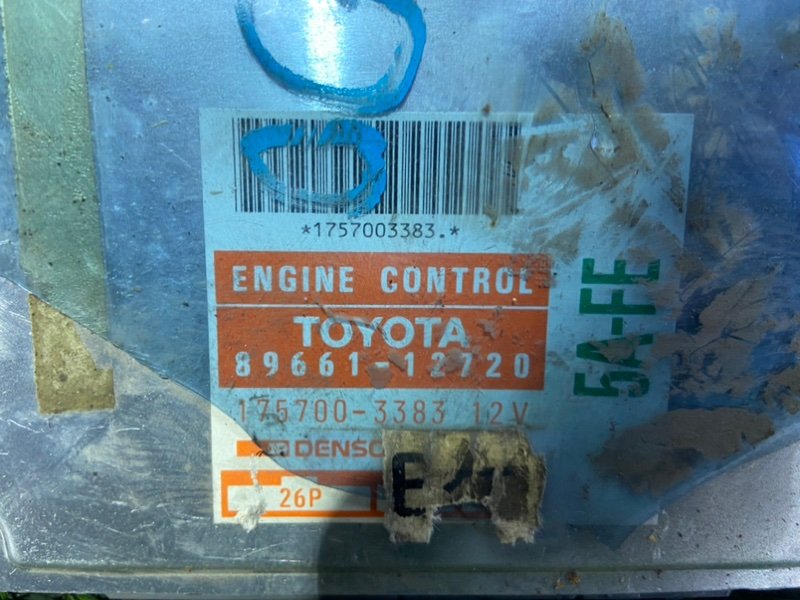 *1757003383.*
ENGINE CONTROL
TOYOTA
89661-12720
175700-3383 12V
DENSO
26P
E
5A-FE